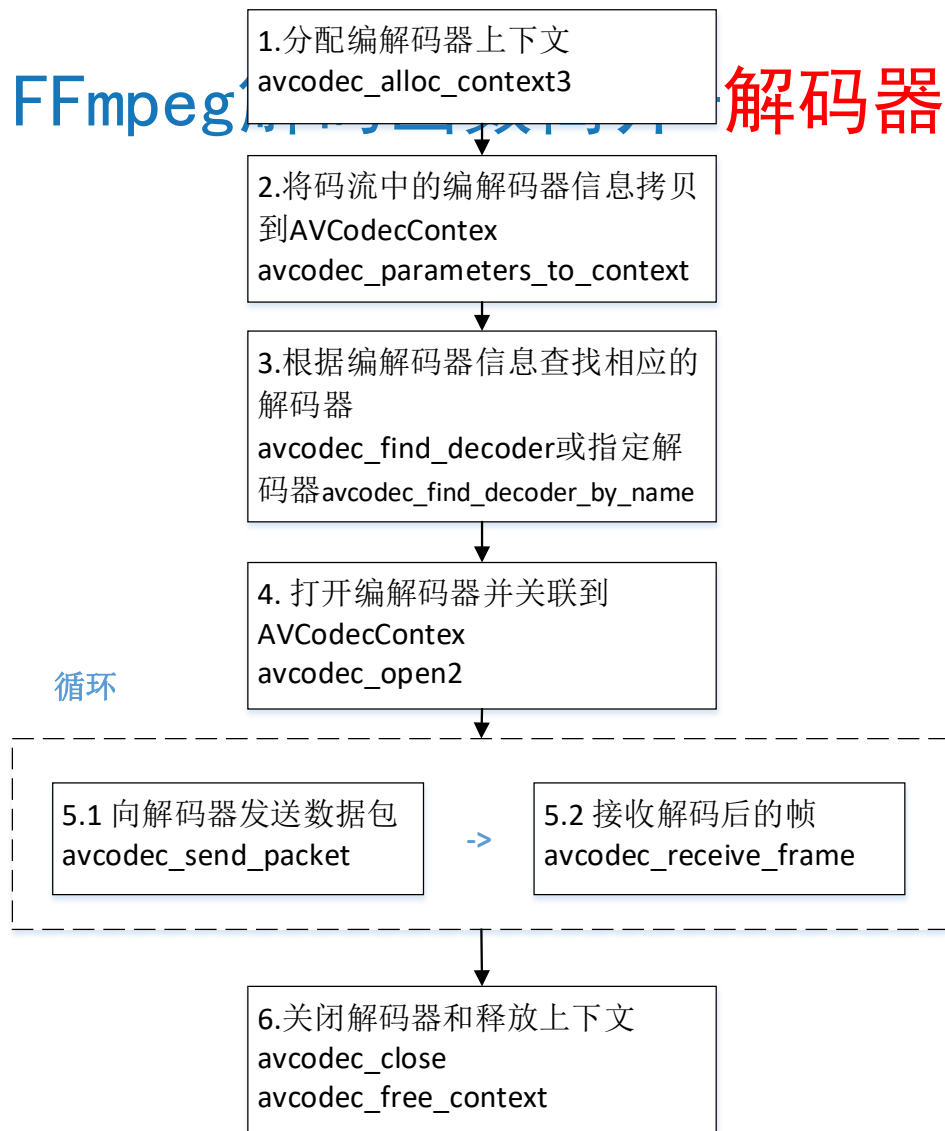 1.分配编解码器上下文
avcodec_alloc_context3
FFmpeg 解码器
2.将码流中的编解码器信息拷贝
到AVCodecContex
avcodec_parameters_to_context
3.根据编解码器信息查找相应的
解码器
avcodec_find_decoder或指定解
码器avcodec_find_decoder_by_name
4. 打开编解码器并关联到
AVCodecContex
avcodec_open2
循环
5.1 向解码器发送数据包
avcodec_send_packet
->
5.2 接收解码后的帧
avcodec_receive_frame
6.关闭解码器和释放上下文
avcodec_close
avcodec_free_context